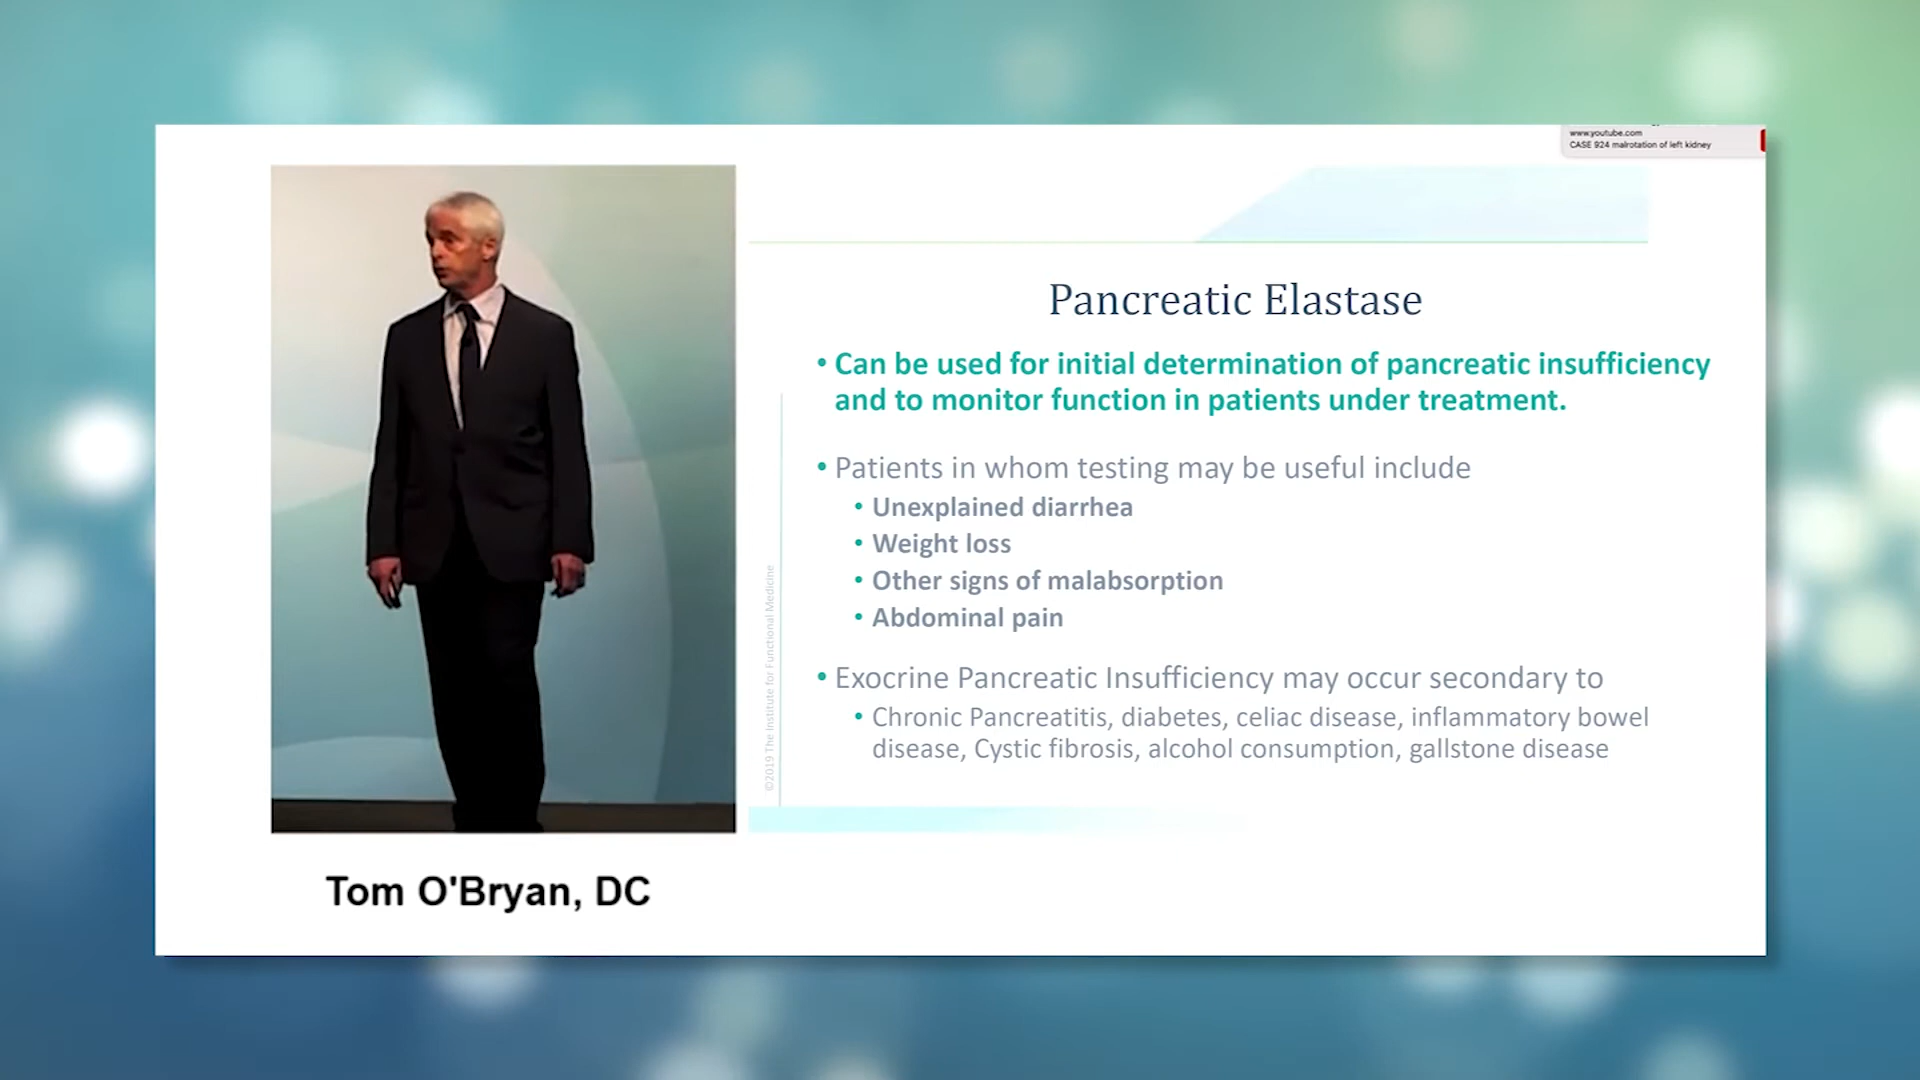 www.youtube.com
CASE 924 malrotation of left kidney
Pancreatic Elastase
• Can be used for initial determination of pancreatic insufficiency
and to monitor function in patients under treatment.
• Patients in whom testing may be useful include
• Unexplained diarrhea
• Weight loss
• Other signs of malabsorption
• Abdominal pain
• Exocrine Pancreatic Insufficiency may occur secondary to
• Chronic Pancreatitis, diabetes, celiac disease, inflammatory bowel
disease, Cystic fibrosis, alcohol consumption, gallstone disease
©2019 The Institute for Functional Medicine
Tom O'Bryan, DC